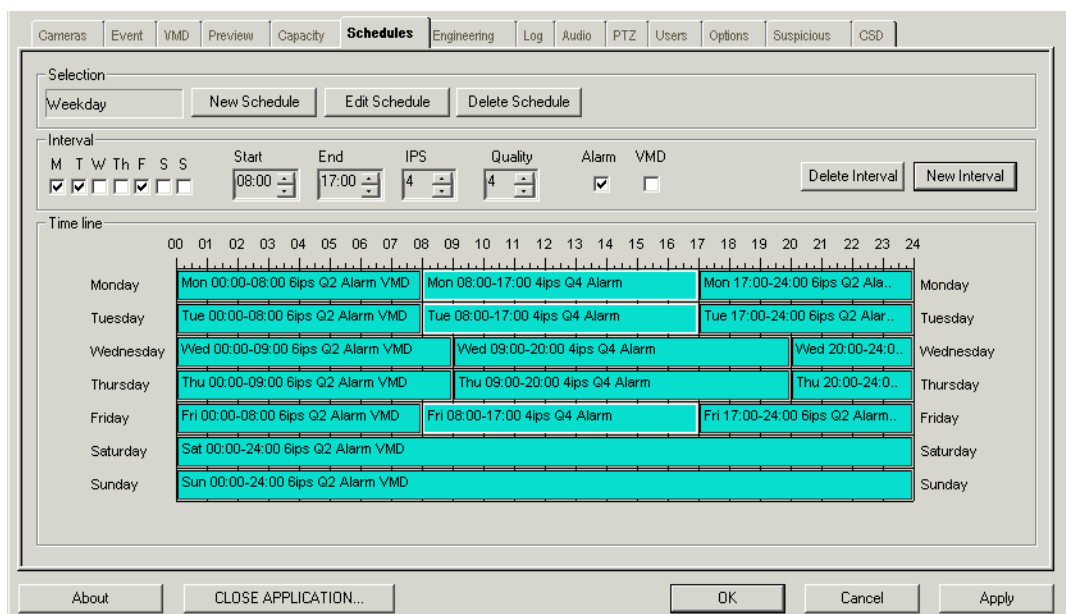 Cameras Event VMD Preview Capacity Schedules Engineering Log Audio PTZ Users Options Suspicious CSD
Selection
Weekday New Schedule Edit Schedule Delete Schedule
Interval
M T W Th F S S Start End IPS Quality Alarm VMD
08:00 17:00 4 4 Delete Interval New Interval
Time line
00 01 02 03 04 05 06 07 08 09 10 11 12 13 14 15 16 17 18 19 20 21 22 23 24
Monday Mon 00:00-08:00 6ips Q2 Alarm VMD Mon 08:00-17:00 4ips Q4 Alarm Mon 17:00-24:00 6ips Q2 Ala.. Monday
Tuesday Tue 00:00-08:00 6ips Q2 Alarm VMD Tue 08:00-17:00 4ips Q4 Alarm Tue 17:00-24:00 6ips Q2 Alar.. Tuesday
Wednesday Wed 00:00-09:00 6ips Q2 Alarm VMD Wed 09:00-20:00 4ips Q4 Alarm Wed 20:00-24:0.. Wednesday
Thursday Thu 00:00-09:00 6ips Q2 Alarm VMD Thu 09:00-20:00 4ips Q4 Alarm Thu 20:00-24:0.. Thursday
Friday Fri 00:00-08:00 6ips Q2 Alarm VMD Fri 08:00-17:00 4ips Q4 Alarm Fri 17:00-24:00 6ips Q2 Alarm.. Friday
Saturday Sat 00:00-24:00 6ips Q2 Alarm VMD Saturday
Sunday Sun 00:00-24:00 6ips Q2 Alarm VMD Sunday
About CLOSE APPLICATION... OK Cancel Apply